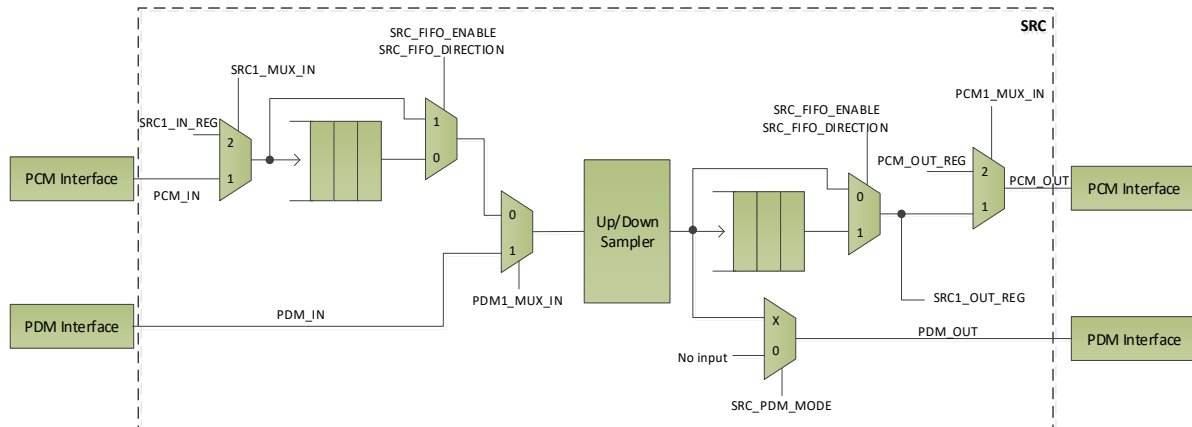 SRC
SRC_FIFO_ENABLE
SRC_FIFO_DIRECTION
SRC1_MUX_IN
SRC1_IN_REG
2
1
PCM Interface
PCM_IN
1
0
0
1
PDM1_MUX_IN
PDM Interface
PDM_IN
Up/Down
Sampler
SRC_FIFO_ENABLE
SRC_FIFO_DIRECTION
0
1
PCM1_MUX_IN
PCM_OUT_REG
2
1
PCM_OUT
PCM Interface
SRC1_OUT_REG
X
0
No input
SRC_PDM_MODE
PDM_OUT
PDM Interface